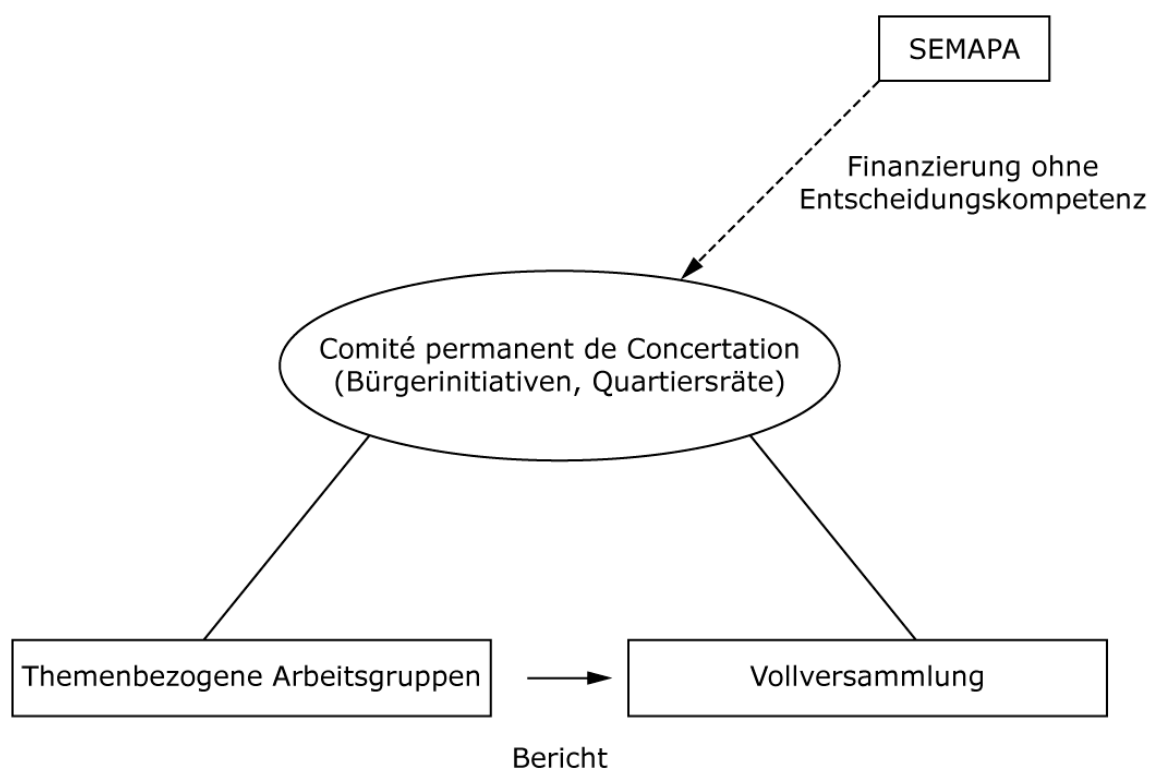 SEMAPA
Finanzierung ohne
Entscheidungskompetenz
Comité permanent de Concertation
(Bürgerinitiativen, Quartiersräte)
Themenbezogene Arbeitsgruppen
Vollversammlung
Bericht